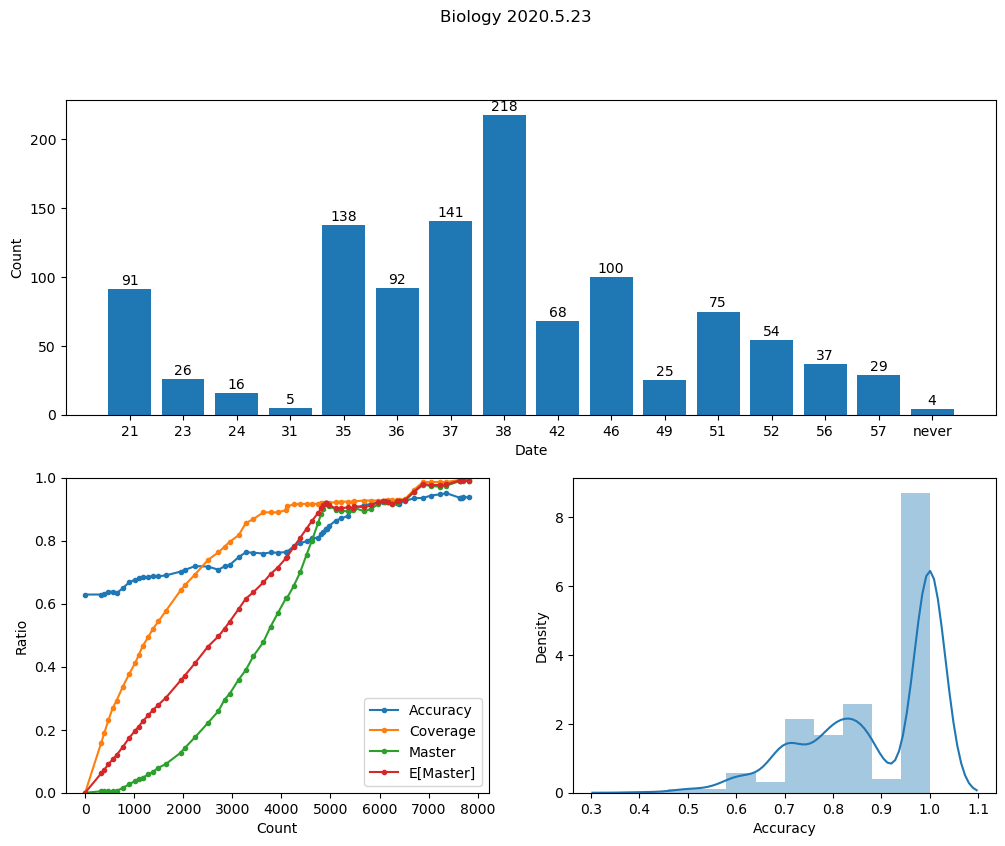 Biology 2020.5.23
200
150
100
50
0
Count
91
26
16
5
138
92
141
218
68
100
25
75
54
37
29
4
21 23 24 31 35 36 37 38 42 46 49 51 52 56 57 never
Date
1.0
0.8
0.6
0.4
0.2
0.0
Ratio
Accuracy
Coverage
Master
E[Master]
0 1000 2000 3000 4000 5000 6000 7000 8000
Count
8
6
4
2
0
Density
0.3 0.4 0.5 0.6 0.7 0.8 0.9 1.0 1.1
Accuracy